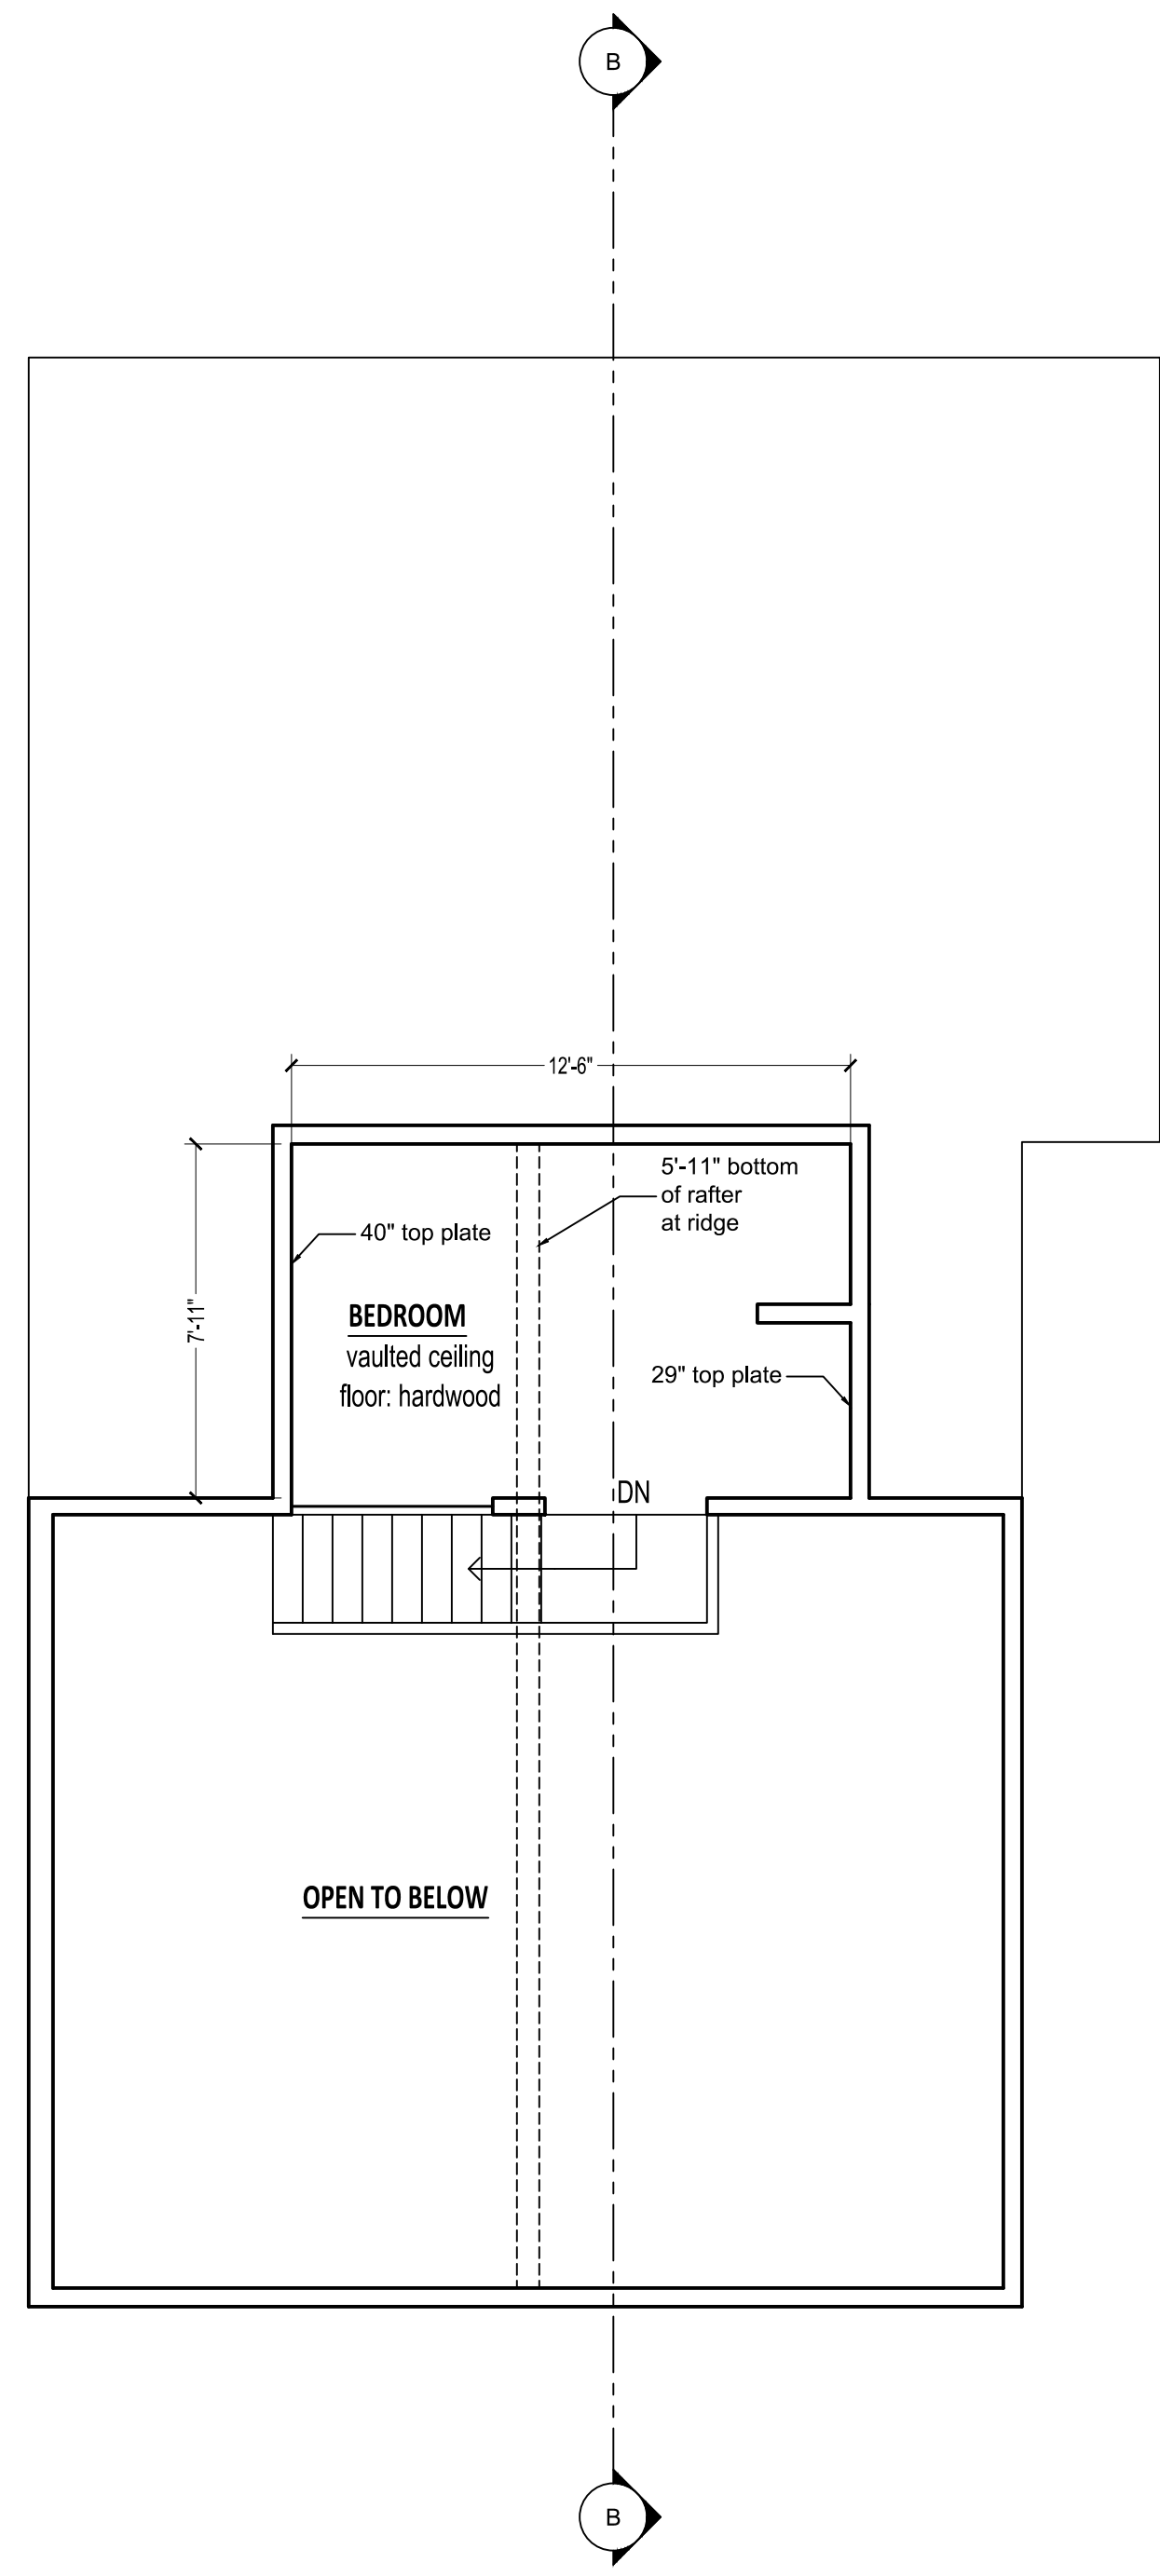 B
12'-6"
5'-11" bottom
of rafter
at ridge
40" top plate
7'-11"
BEDROOM
vaulted ceiling
floor: hardwood
29" top plate
DN
OPEN TO BELOW
B